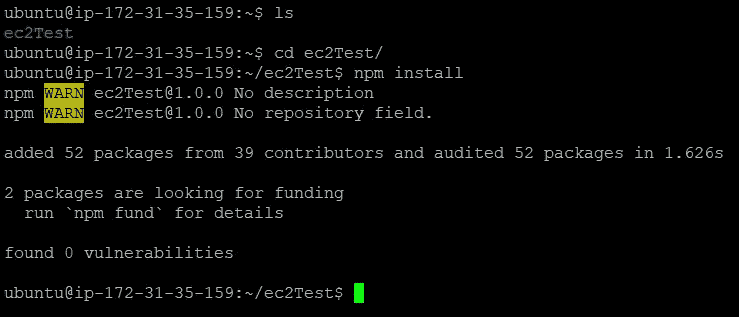 ubuntu@ip-172-31-35-159:~$ ls
ec2Test
ubuntu@ip-172-31-35-159:~$ cd ec2Test/
ubuntu@ip-172-31-35-159:~/ec2Test$ npm install
npm WARN ec2Test@1.0.0 No description
npm WARN ec2Test@1.0.0 No repository field.

added 52 packages from 39 contributors and audited 52 packages in 1.626s

2 packages are looking for funding
  run `npm fund` for details

found 0 vulnerabilities

ubuntu@ip-172-31-35-159:~/ec2Test$